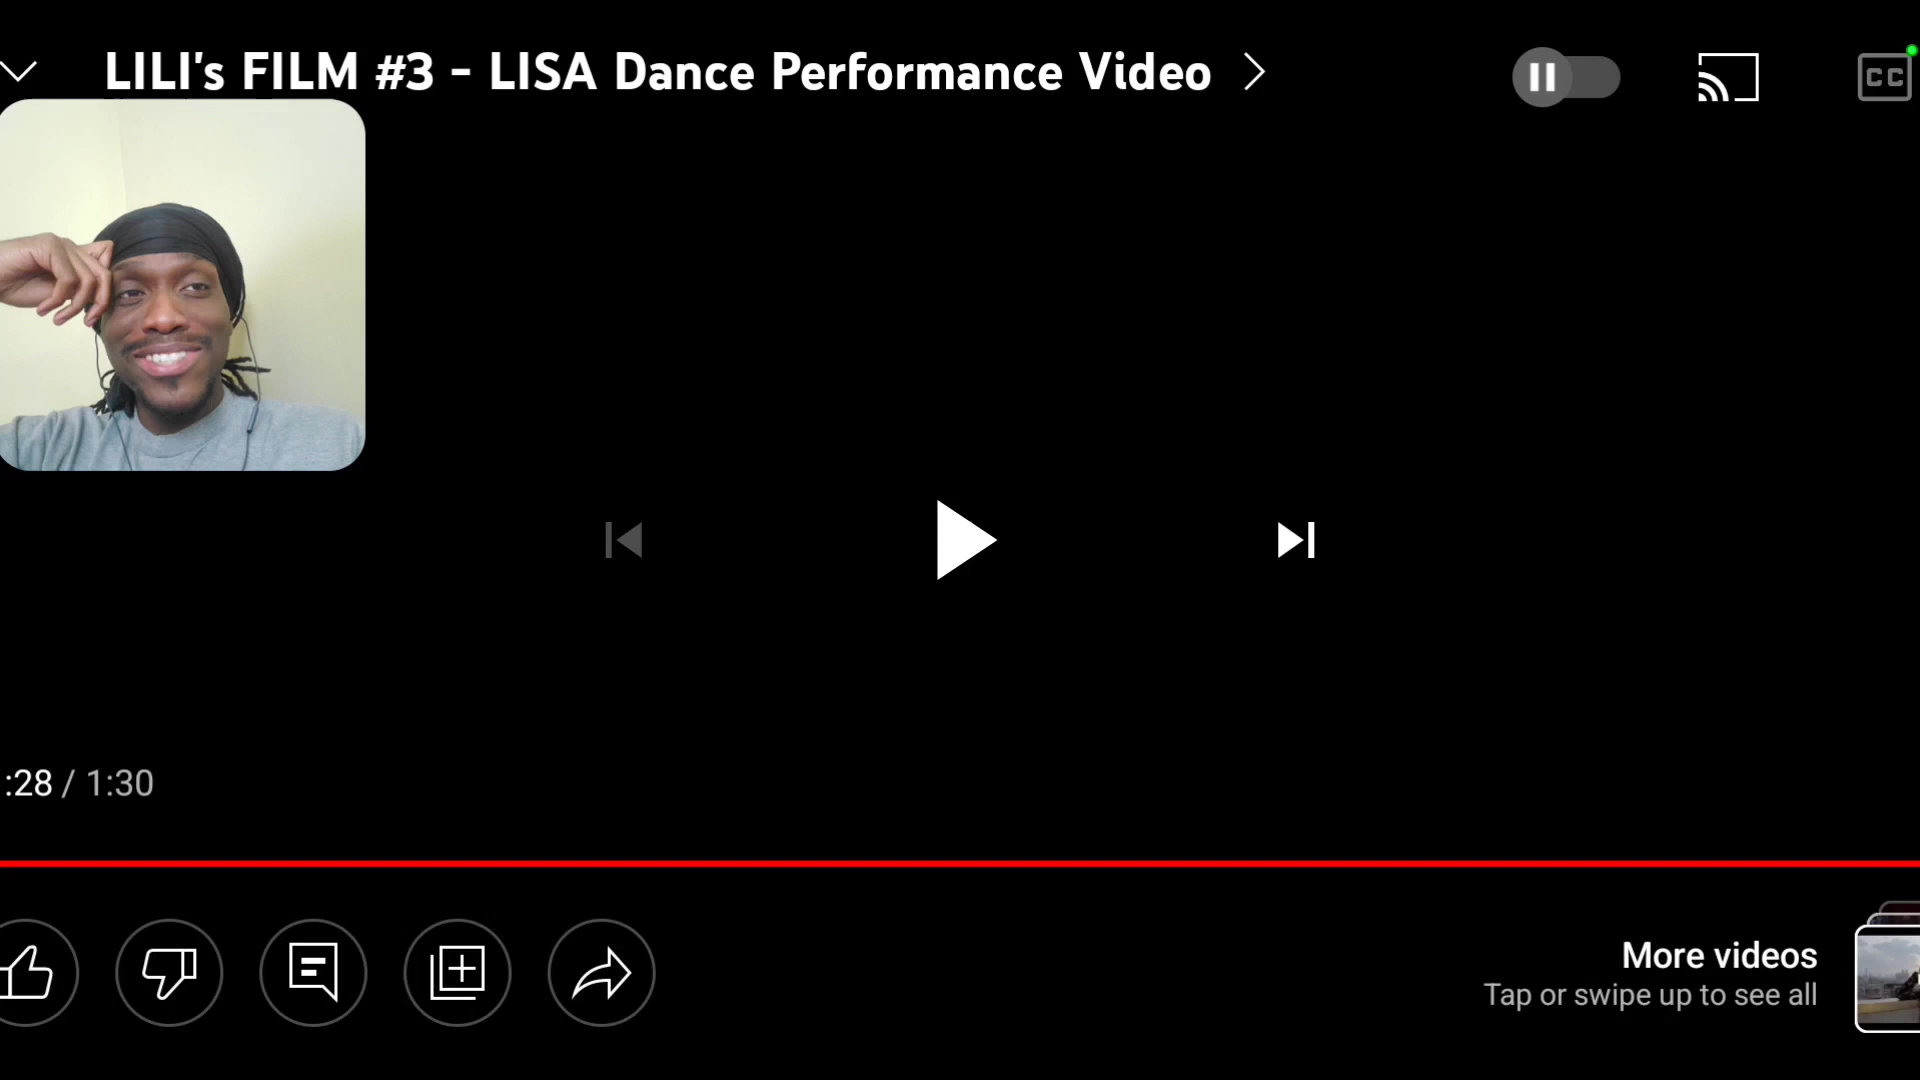 LILI's FILM #3 - LISA Dance Performance Video
CC
:28 / 1:30
More videos
Tap or swipe up to see all